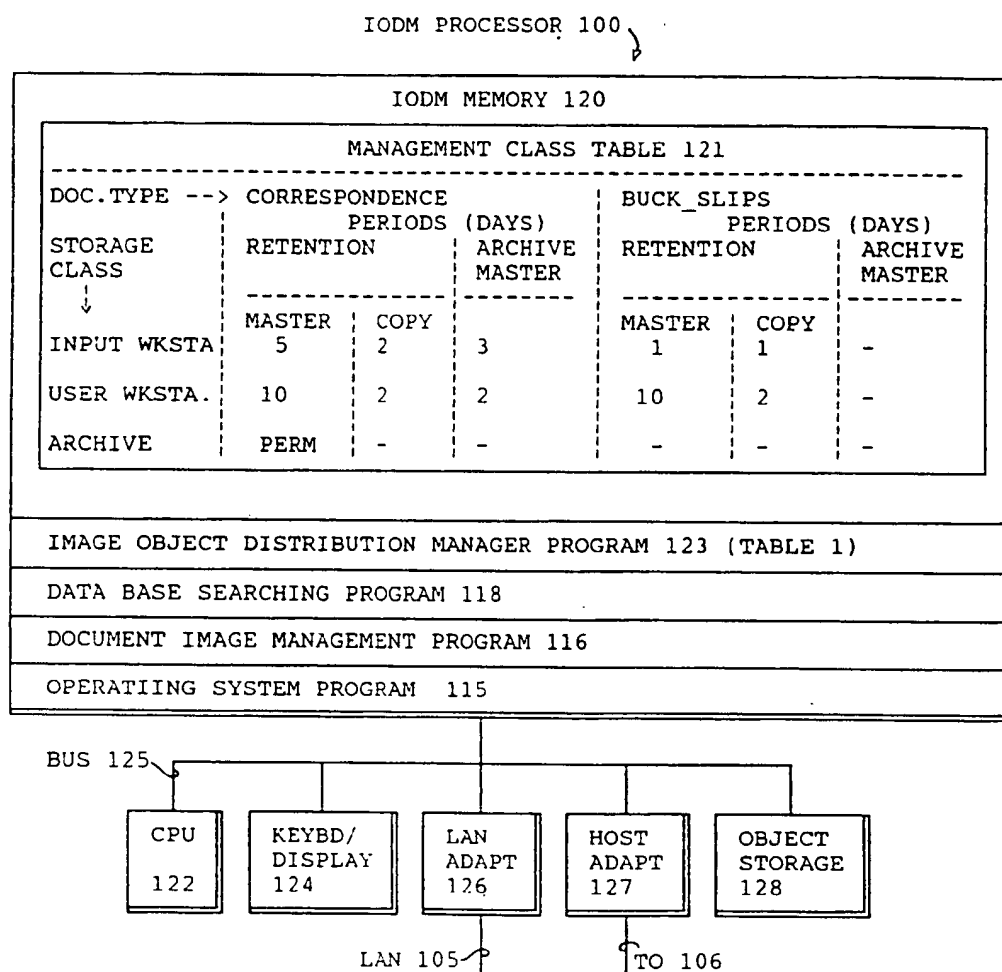 IODM PROCESSOR 100
IODM MEMORY 120
MANAGEMENT CLASS TABLE 121
DOC.TYPE --> CORRESPONDENCE BUCK_SLIPS
PERIODS (DAYS) PERIODS (DAYS)
STORAGE RETENTION ARCHIVE RETENTION ARCHIVE
CLASS MASTER MASTER
MASTER COPY MASTER COPY
INPUT WKSTA 5 2 3 1 1 -
USER WKSTA. 10 2 2 10 2 -
ARCHIVE PERM - - - - -
IMAGE OBJECT DISTRIBUTION MANAGER PROGRAM 123 (TABLE 1)
DATA BASE SEARCHING PROGRAM 118
DOCUMENT IMAGE MANAGEMENT PROGRAM 116
OPERATIING SYSTEM PROGRAM 115
BUS 125
CPU KEYBD/ LAN HOST OBJECT
DISPLAY ADAPT ADAPT STORAGE
122 124 126 127 128
LAN 105 TO 106